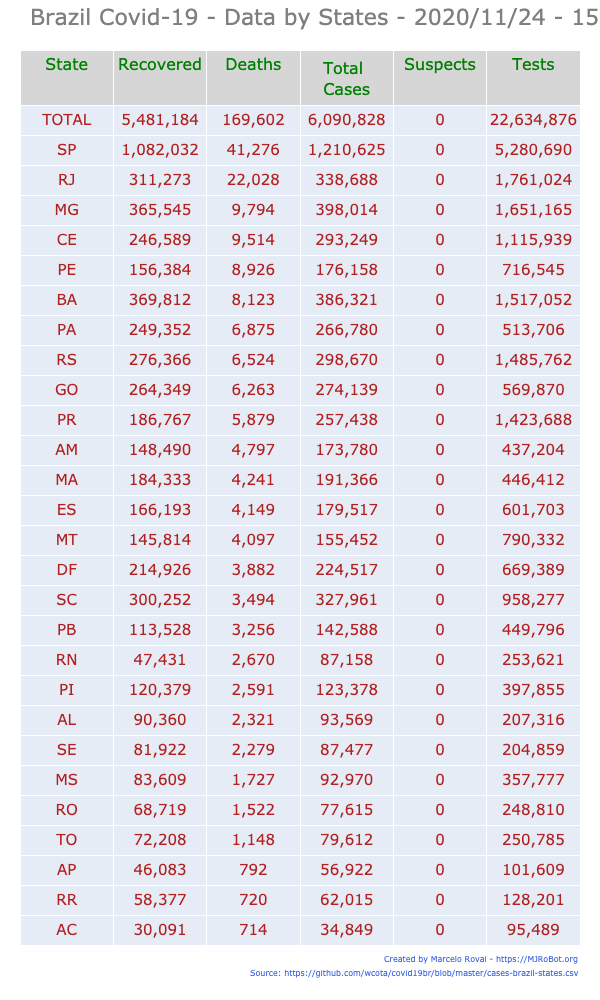 Brazil Covid-19 - Data by States - 2020/11/24 - 15
State Recovered Deaths Total Cases Suspects Tests
TOTAL 5,481,184 169,602 6,090,828 0 22,634,876
SP 1,082,032 41,276 1,210,625 0 5,280,690
RJ 311,273 22,028 338,688 0 1,761,024
MG 365,545 9,794 398,014 0 1,651,165
CE 246,589 9,514 293,249 0 1,115,939
PE 156,384 8,926 176,158 0 716,545
BA 369,812 8,123 386,321 0 1,517,052
PA 249,352 6,875 266,780 0 513,706
RS 276,366 6,524 298,670 0 1,485,762
GO 264,349 6,263 274,139 0 569,870
PR 186,767 5,879 257,438 0 1,423,688
AM 148,490 4,797 173,780 0 437,204
MA 184,333 4,241 191,366 0 446,412
ES 166,193 4,149 179,517 0 601,703
MT 145,814 4,097 155,452 0 790,332
DF 214,926 3,882 224,517 0 669,389
SC 300,252 3,494 327,961 0 958,277
PB 113,528 3,256 142,588 0 449,796
RN 47,431 2,670 87,158 0 253,621
PI 120,379 2,591 123,378 0 397,855
AL 90,360 2,321 93,569 0 207,316
SE 81,922 2,279 87,477 0 204,859
MS 83,609 1,727 92,970 0 357,777
RO 68,719 1,522 77,615 0 248,810
TO 72,208 1,148 79,612 0 250,785
AP 46,083 792 56,922 0 101,609
RR 58,377 720 62,015 0 128,201
AC 30,091 714 34,849 0 95,489
Created by Marcelo Rovai - https://MJRoBot.org
Source: https://github.com/wcota/covid19br/blob/master/cases-brazil-states.csv